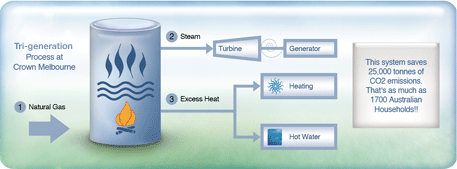 Tri-generation
Process at
Crown Melbourne
1 Natural Gas
2 Steam
Turbine
Generator
3 Excess Heat
Heating
Hot Water
This system saves
25,000 tonnes of
CO2 emissions.
That's as much as
1700 Australian
Households!!